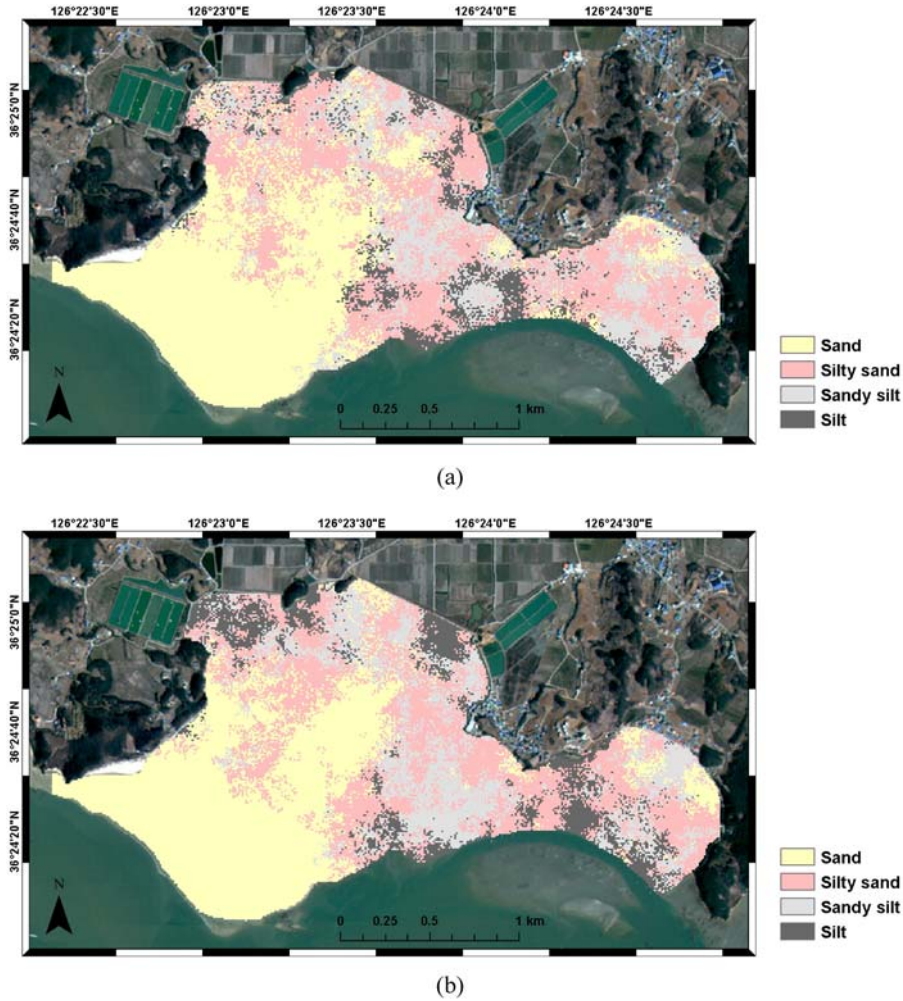 126°22'30"E 126°23'0"E 126°23'30"E 126°24'0"E 126°24'30"E
36°25'0"N
36°24'40"N
36°24'20"N
Sand
Silty sand
Sandy silt
Silt
N
0 0.25 0.5 1 km
(a)
126°22'30"E 126°23'0"E 126°23'30"E 126°24'0"E 126°24'30"E
36°25'0"N
36°24'40"N
36°24'20"N
Sand
Silty sand
Sandy silt
Silt
N
0 0.25 0.5 1 km
(b)